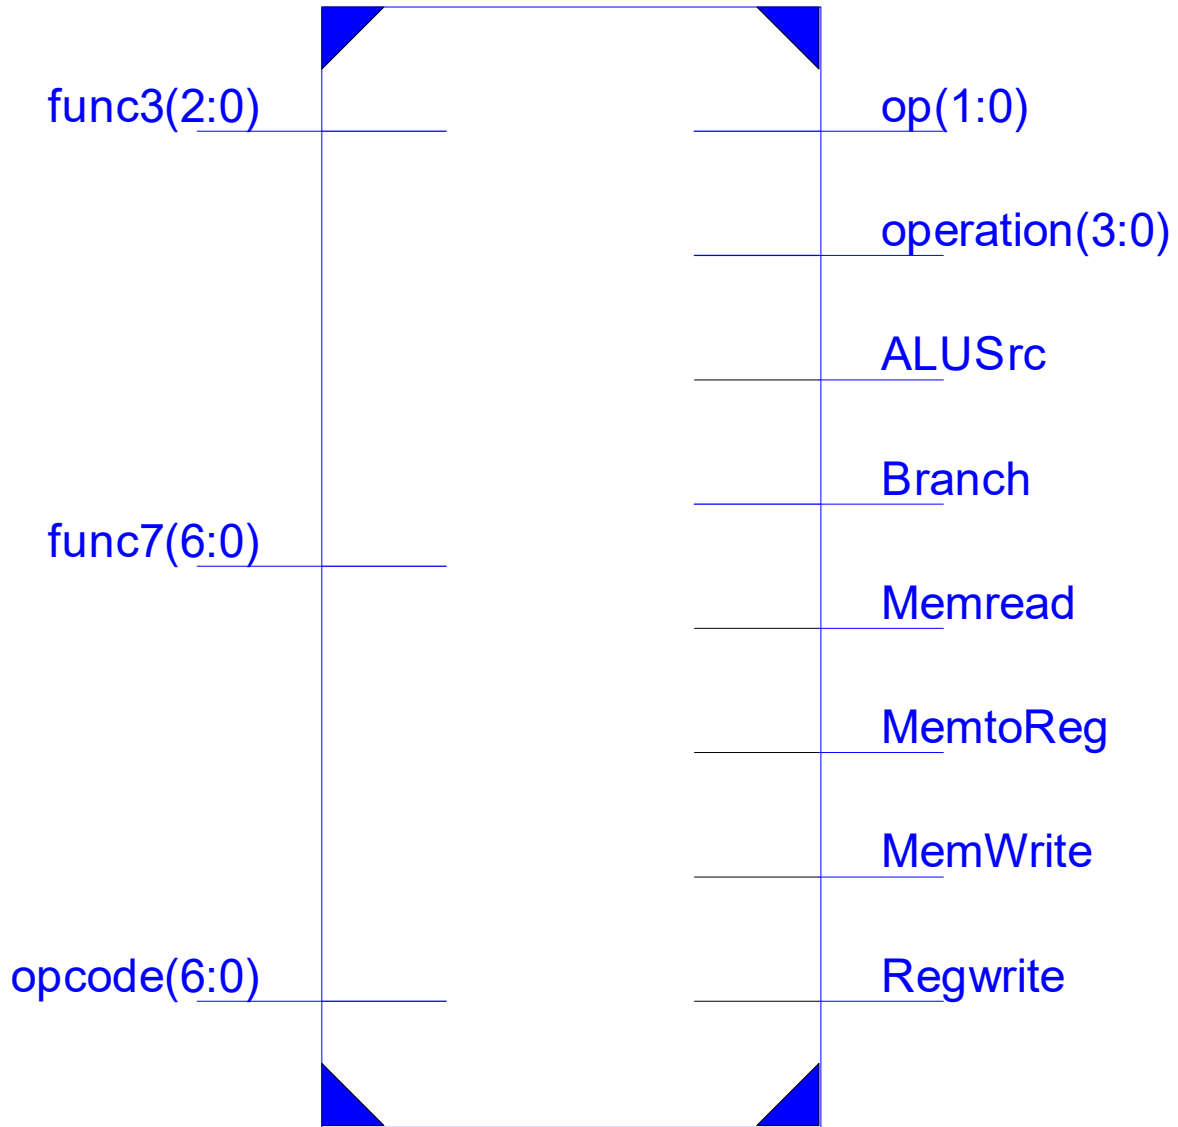 func3(2:0)
op(1:0)
operation(3:0)
ALUSrc
Branch
func7(6:0)
Memread
MemtoReg
MemWrite
opcode(6:0)
Regwrite